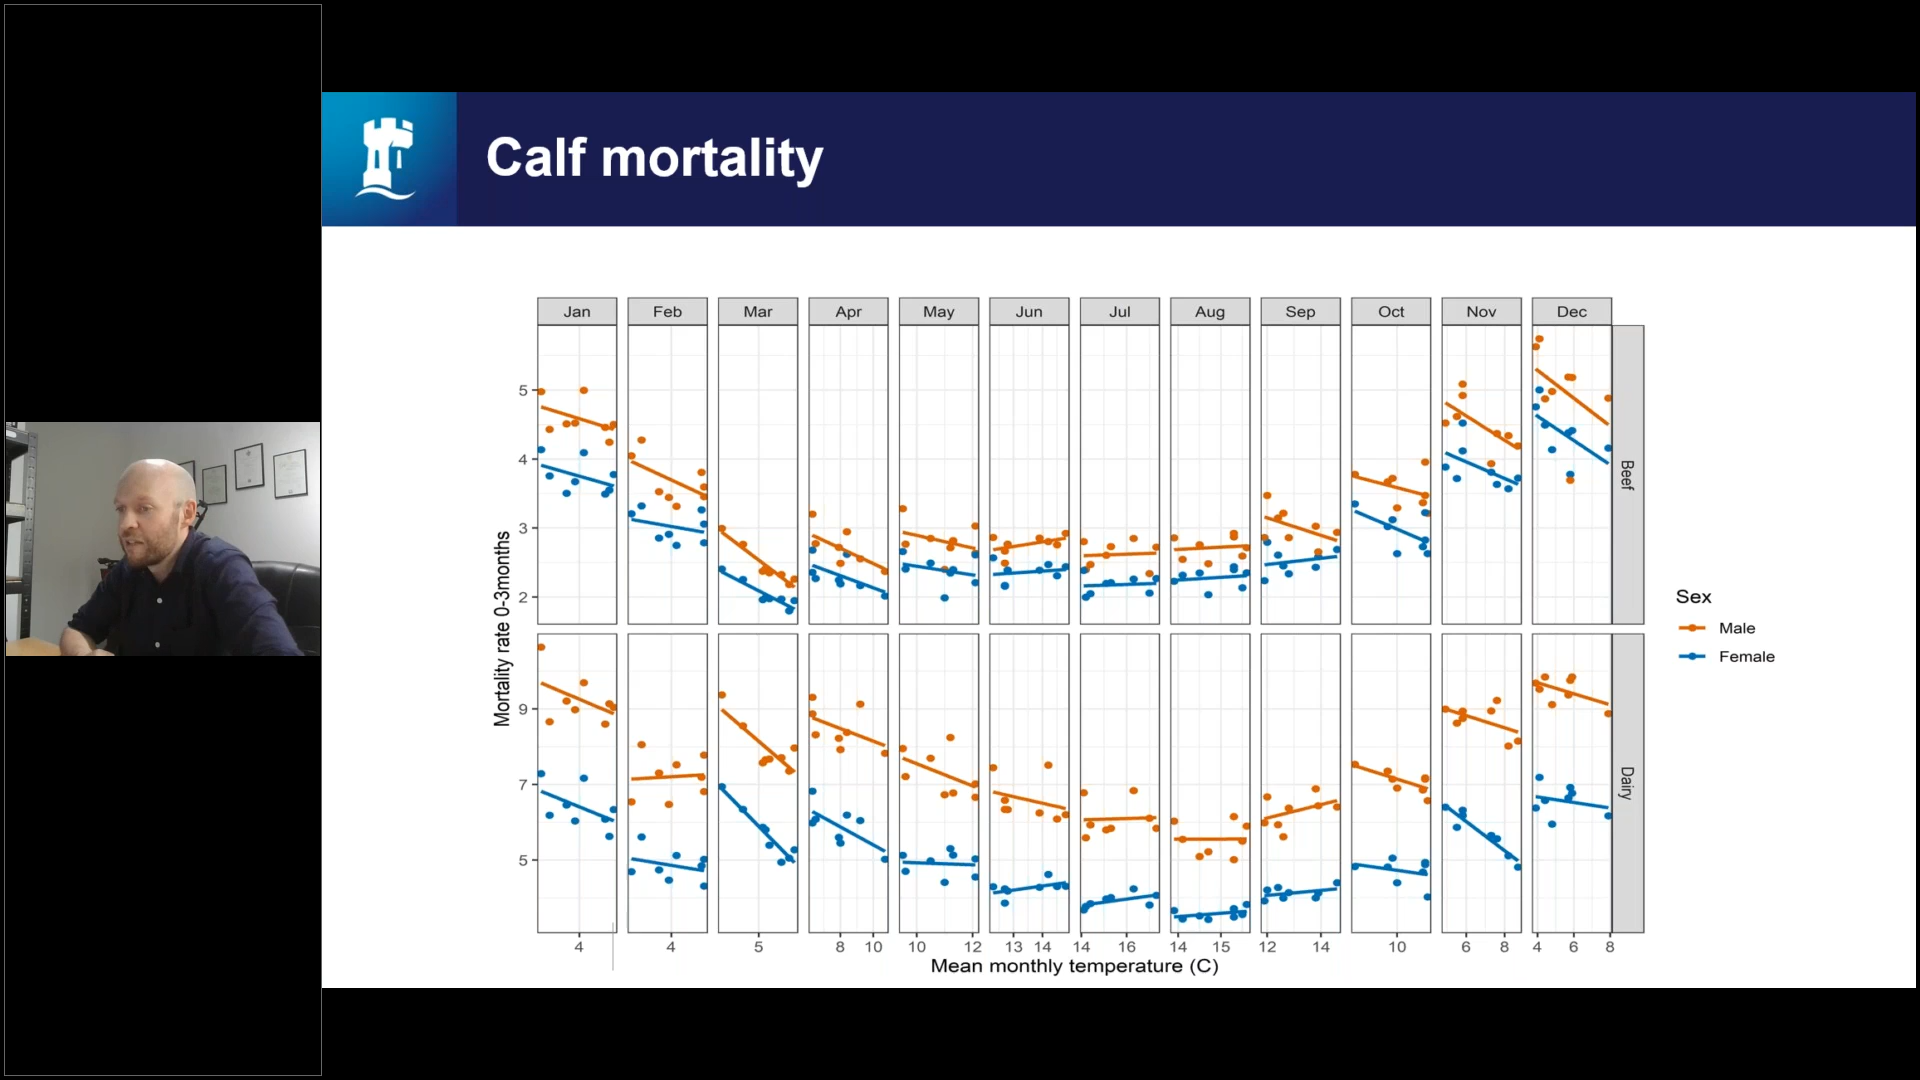 Calf mortality
Jan Feb Mar Apr May Jun Jul Aug Sep Oct Nov Dec
5
4
3
2
Beef
Mortality rate 0-3months
9
7
5
Dairy
Sex
Male
Female
4 4 5 8 10 10 12 13 14 14 16 14 15 12 14 10 6 8 4 6 8
Mean monthly temperature (C)